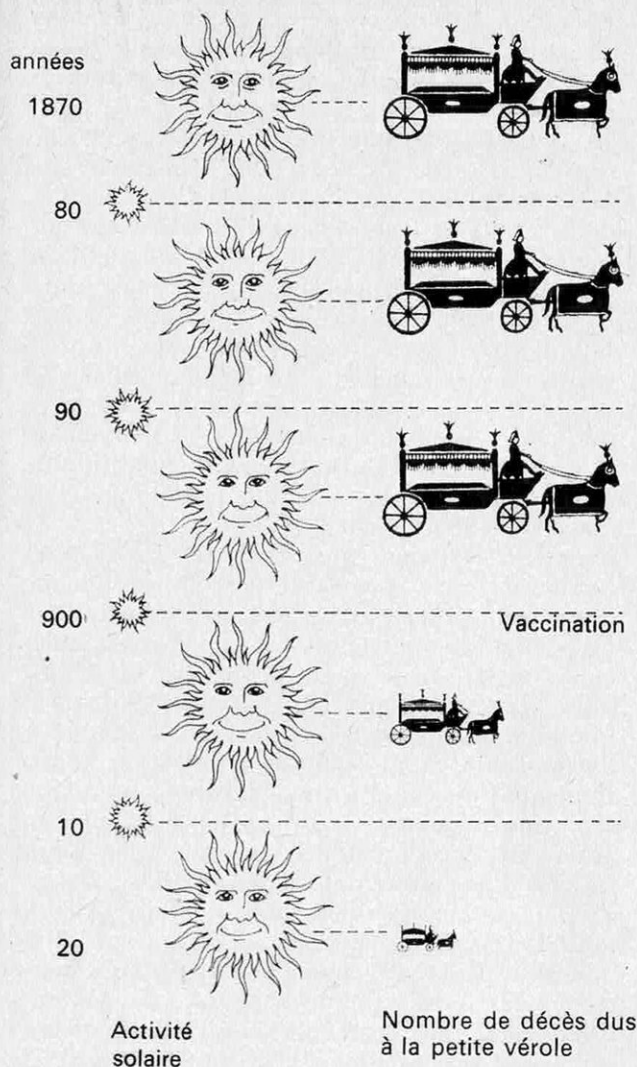 années
1870
80
90
900
Vaccination
10
20
Activité
solaire
Nombre de décès dus
à la petite vérole